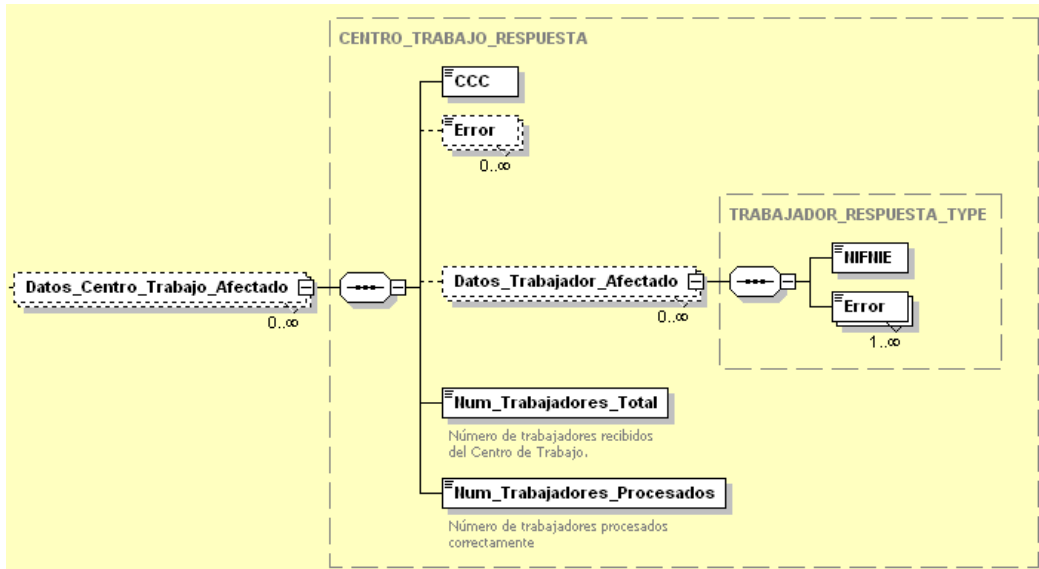 CENTRO_TRABAJO_RESPUESTA
CCC
Error
0..∞
TRABAJADOR_RESPUESTA_TYPE
NIFNIE
Datos_Centro_Trabajo_Afectado
0..∞
Datos_Trabajador_Afectado
0..∞
Error
1..∞
Num_Trabajadores_Total
Número de trabajadores recibidos
del Centro de Trabajo.
Num_Trabajadores_Procesados
Número de trabajadores procesados
correctamente